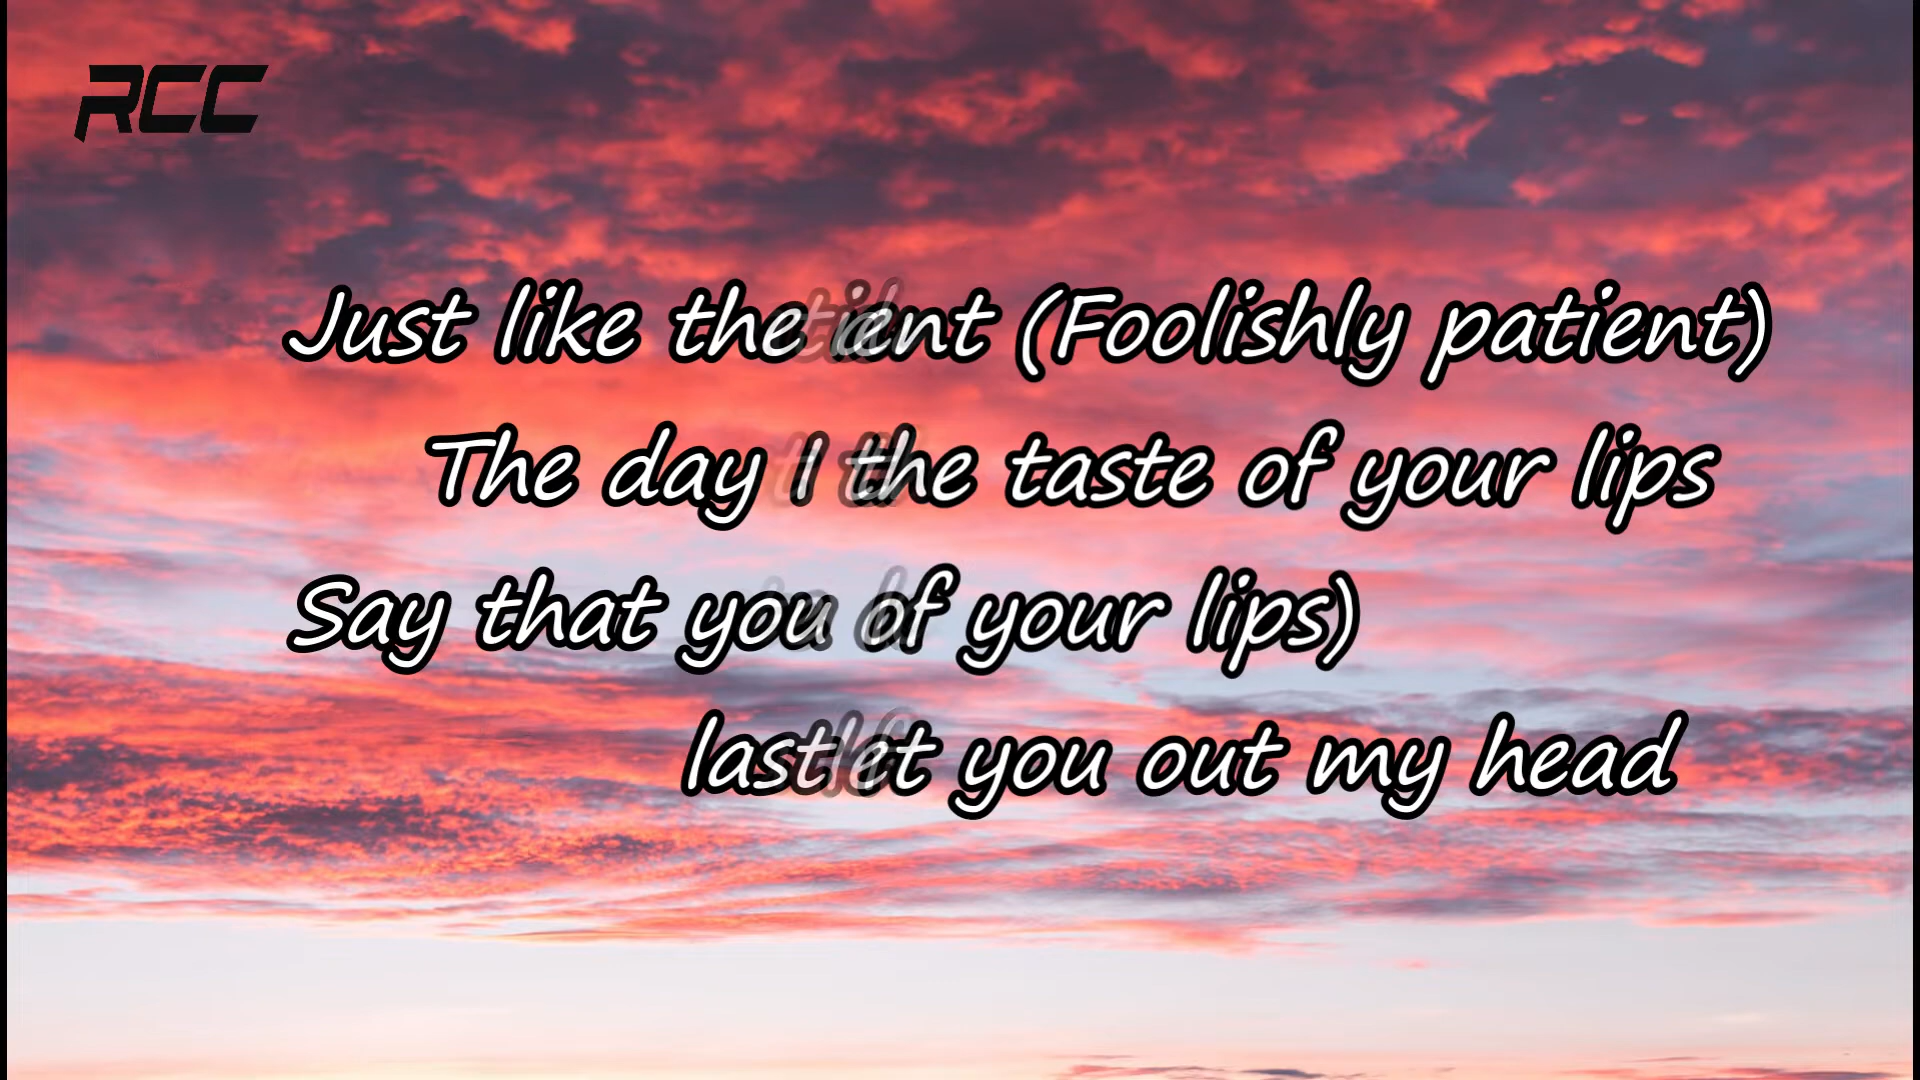 RCC
Just like the ent (Foolishly patient)
The day I the taste of your lips
Say that you of your lips)
last let you out my head